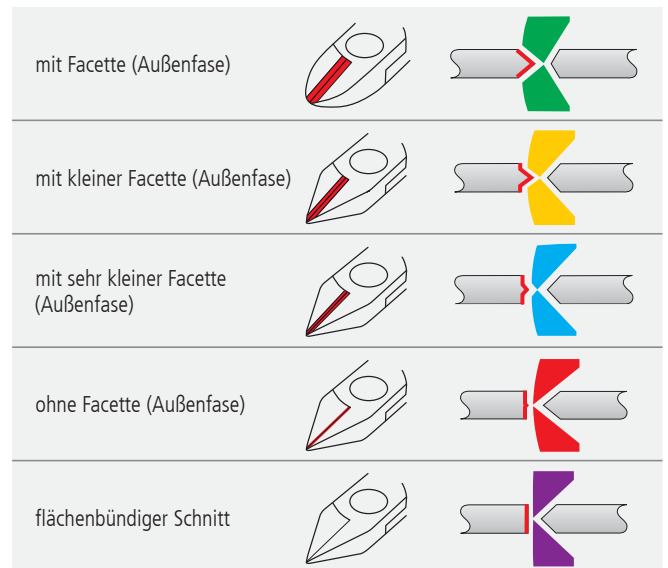 mit Facette (Außenfase)
mit kleiner Facette (Außenfase)
mit sehr kleiner Facette
(Außenfase)
ohne Facette (Außenfase)
flächenbündiger Schnitt